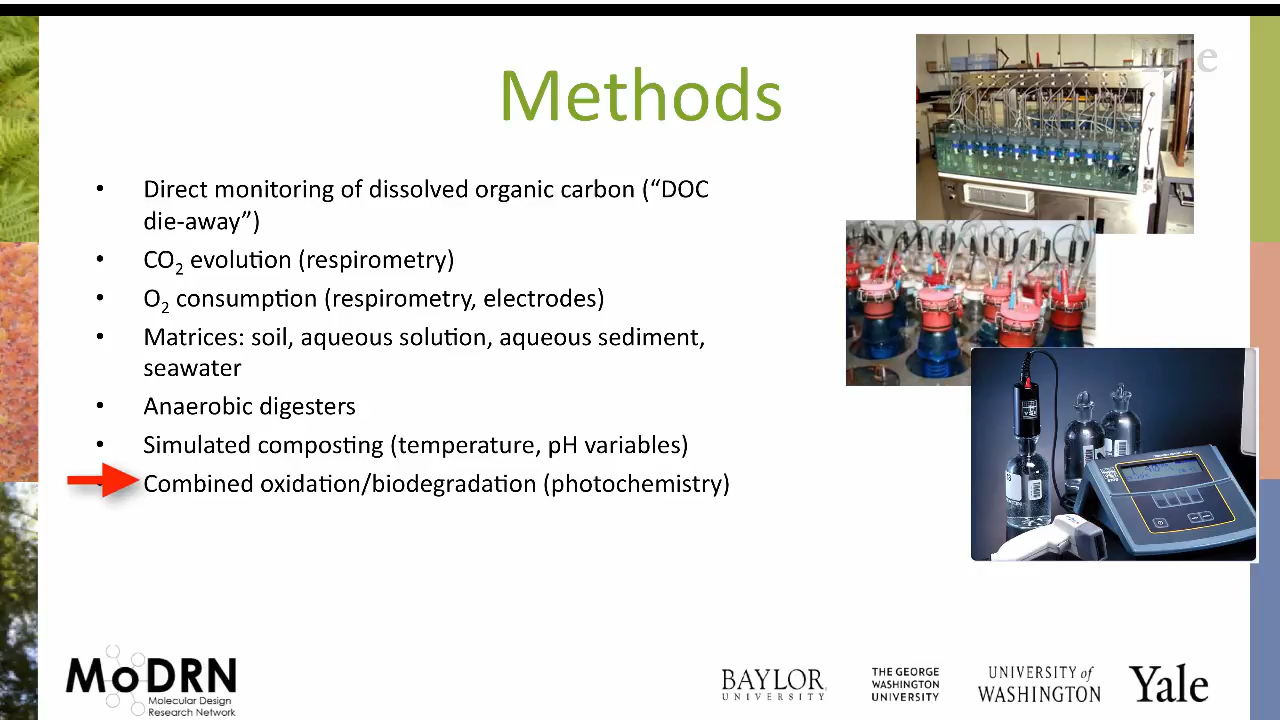 Yale
Methods
• Direct monitoring of dissolved organic carbon (“DOC
die-away”)
• CO₂ evolution (respirometry)
• O₂ consumption (respirometry, electrodes)
• Matrices: soil, aqueous solution, aqueous sediment,
seawater
• Anaerobic digesters
• Simulated composting (temperature, pH variables)
• Combined oxidation/biodegradation (photochemistry)
MoDRN
Molecular Design
Research Network
BAYLOR
UNIVERSITY
THE GEORGE
WASHINGTON
UNIVERSITY
UNIVERSITY of
WASHINGTON
Yale